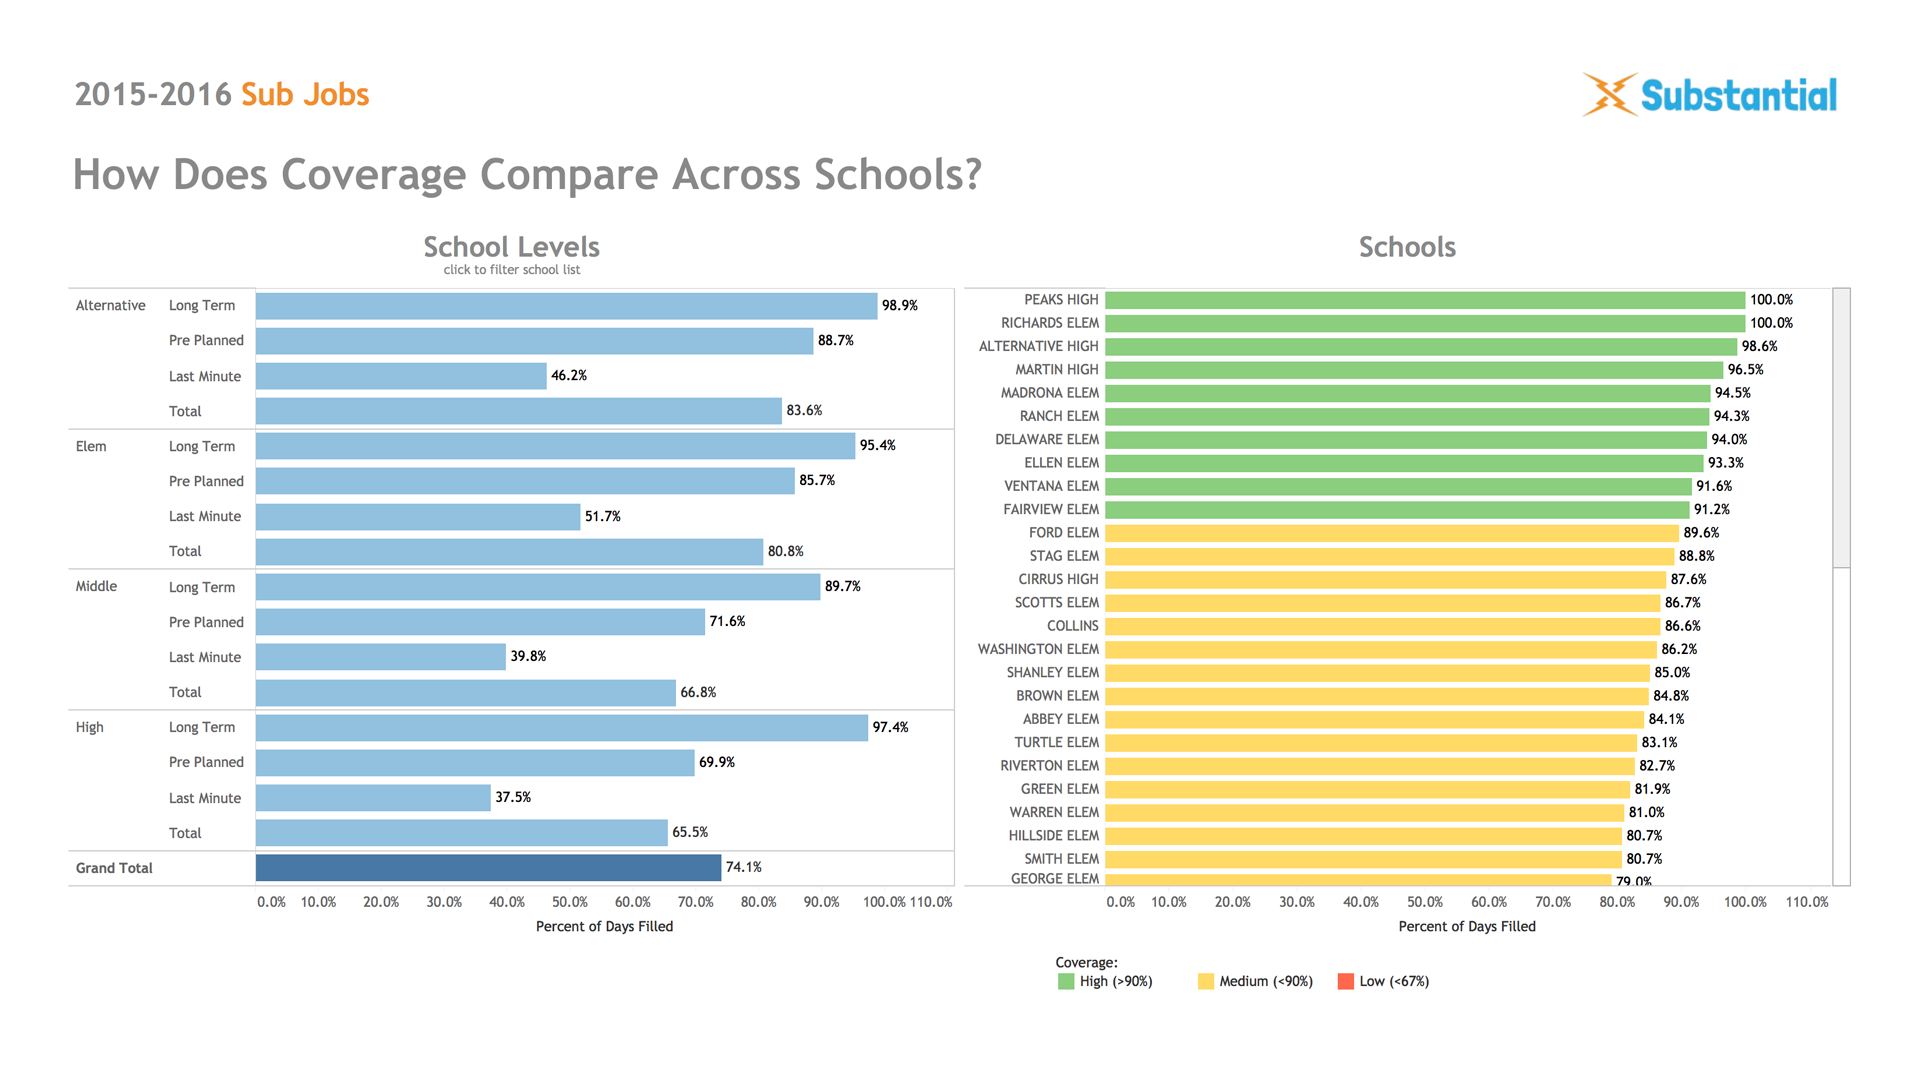 2015-2016 Sub Jobs
Substantial
How Does Coverage Compare Across Schools?
School Levels
click to filter school list
Alternative Long Term 98.9%
Pre Planned 88.7%
Last Minute 46.2%
Total 83.6%
Elem Long Term 95.4%
Pre Planned 85.7%
Last Minute 51.7%
Total 80.8%
Middle Long Term 89.7%
Pre Planned 71.6%
Last Minute 39.8%
Total 66.8%
High Long Term 97.4%
Pre Planned 69.9%
Last Minute 37.5%
Total 65.5%
Grand Total 74.1%
0.0% 10.0% 20.0% 30.0% 40.0% 50.0% 60.0% 70.0% 80.0% 90.0% 100.0% 110.0%
Percent of Days Filled
Schools
PEAKS HIGH 100.0%
RICHARDS ELEM 100.0%
ALTERNATIVE HIGH 98.6%
MARTIN HIGH 96.5%
MADRONA ELEM 94.5%
RANCH ELEM 94.3%
DELAWARE ELEM 94.0%
ELLEN ELEM 93.3%
VENTANA ELEM 91.6%
FAIRVIEW ELEM 91.2%
FORD ELEM 89.6%
STAG ELEM 88.8%
CIRRUS HIGH 87.6%
SCOTTS ELEM 86.7%
COLLINS 86.6%
WASHINGTON ELEM 86.2%
SHANLEY ELEM 85.0%
BROWN ELEM 84.8%
ABBEY ELEM 84.1%
TURTLE ELEM 83.1%
RIVERTON ELEM 82.7%
GREEN ELEM 81.9%
WARREN ELEM 81.0%
HILLSIDE ELEM 80.7%
SMITH ELEM 80.7%
GEORGE ELEM 79.0%
0.0% 10.0% 20.0% 30.0% 40.0% 50.0% 60.0% 70.0% 80.0% 90.0% 100.0% 110.0%
Percent of Days Filled
Coverage:
High (>90%) Medium (<90%) Low (<67%)